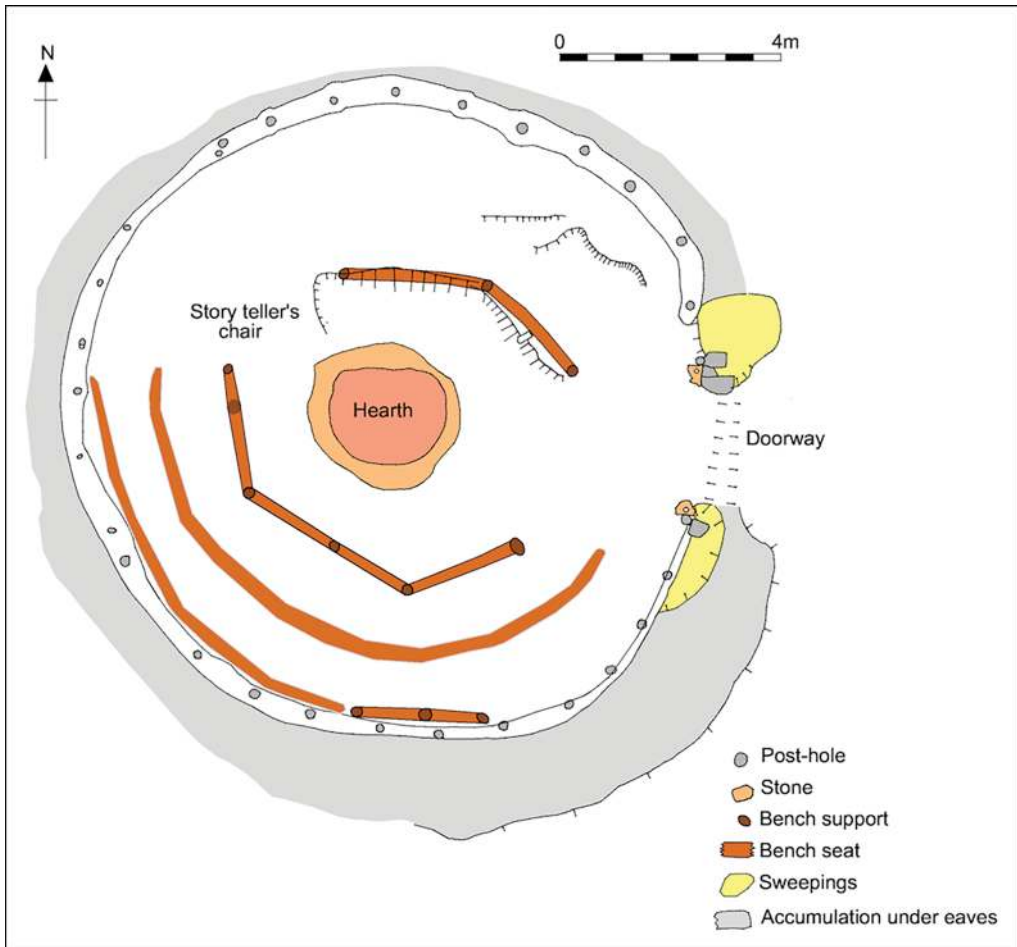 N
0 4m
Story teller's
chair
Hearth
Doorway
Post-hole
Stone
Bench support
Bench seat
Sweepings
Accumulation under eaves